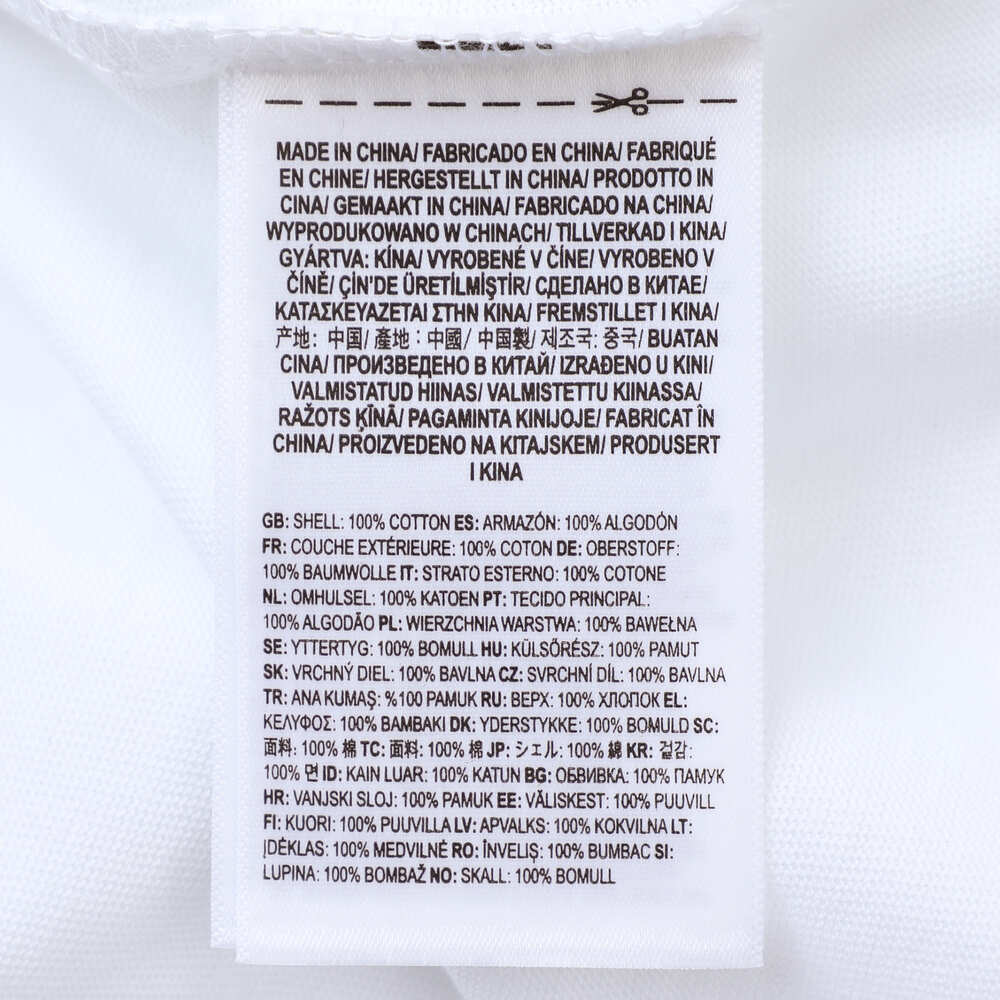 MADE IN CHINA/ FABRICADO EN CHINA/ FABRIQUÉ
EN CHINE/ HERGESTELLT IN CHINA/ PRODOTTO IN
CINA/ GEMAAKT IN CHINA/ FABRICADO NA CHINA/
WYPRODUKOWANO W CHINACH/ TILLVERKAD I KINA/
GYÁRTVA: KÍNA/ VYROBENÉ V ČÍNE/ VYROBENO V
ČÍNĚ/ ÇİN'DE ÜRETİLMİŞTİR/ СДЕЛАНО В КИТАЕ/
ΚΑΤΑΣΚΕΥΑΖΕΤΑΙ ΣΤΗΝ ΚΙΝΑ/ FREMSTILLET I KINA/
产地: 中国/ 產地: 中國/ 中国製/ 제조국: 중국/ BUATAN
CINA/ ПРОИЗВЕДЕНО В КИТАЙ/ IZRAĐENO U KINI/
VALMISTATUD HIINAS/ VALMISTETTU KIINASSA/
RAŽOTS ĶĪNĀ/ PAGAMINTA KINIJOJE/ FABRICAT ÎN
CHINA/ PROIZVEDENO NA KITAJSKEM/ PRODUSERT
I KINA
GB: SHELL: 100% COTTON ES: ARMAZÓN: 100% ALGODÓN
FR: COUCHE EXTÉRIEURE: 100% COTON DE: OBERSTOFF:
100% BAUMWOLLE IT: STRATO ESTERNO: 100% COTONE
NL: OMHULSEL: 100% KATOEN PT: TECIDO PRINCIPAL:
100% ALGODÃO PL: WIERZCHNIA WARSTWA: 100% BAWEŁNA
SE: YTTERTYG: 100% BOMULL HU: KÜLSŐRÉSZ: 100% PAMUT
SK: VRCHNÝ DIEL: 100% BAVLNA CZ: SVRCHNÍ DÍL: 100% BAVLNA
TR: ANA KUMAŞ: %100 PAMUK RU: ВЕРХ: 100% ХЛОПОК EL:
ΚΕΛΥΦΟΣ: 100% ΒΑΜΒΑΚΙ DK: YDERSTYKKE: 100% BOMULD SC:
面料: 100% 棉 TC: 面料: 100% 棉 JP: シェル: 100% 綿 KR: 겉감:
100% 면 ID: KAIN LUAR: 100% KATUN BG: ОБВИВКА: 100% ПАМУК
HR: VANJSKI SLOJ: 100% PAMUK EE: VÄLISKEST: 100% PUUVILL
FI: KUORI: 100% PUUVILLA LV: APVALKS: 100% KOKVILNA LT:
ĮDĖKLAS: 100% MEDVILNĖ RO: ÎNVELIȘ: 100% BUMBAC SI:
LUPINA: 100% BOMBAŽ NO: SKALL: 100% BOMULL